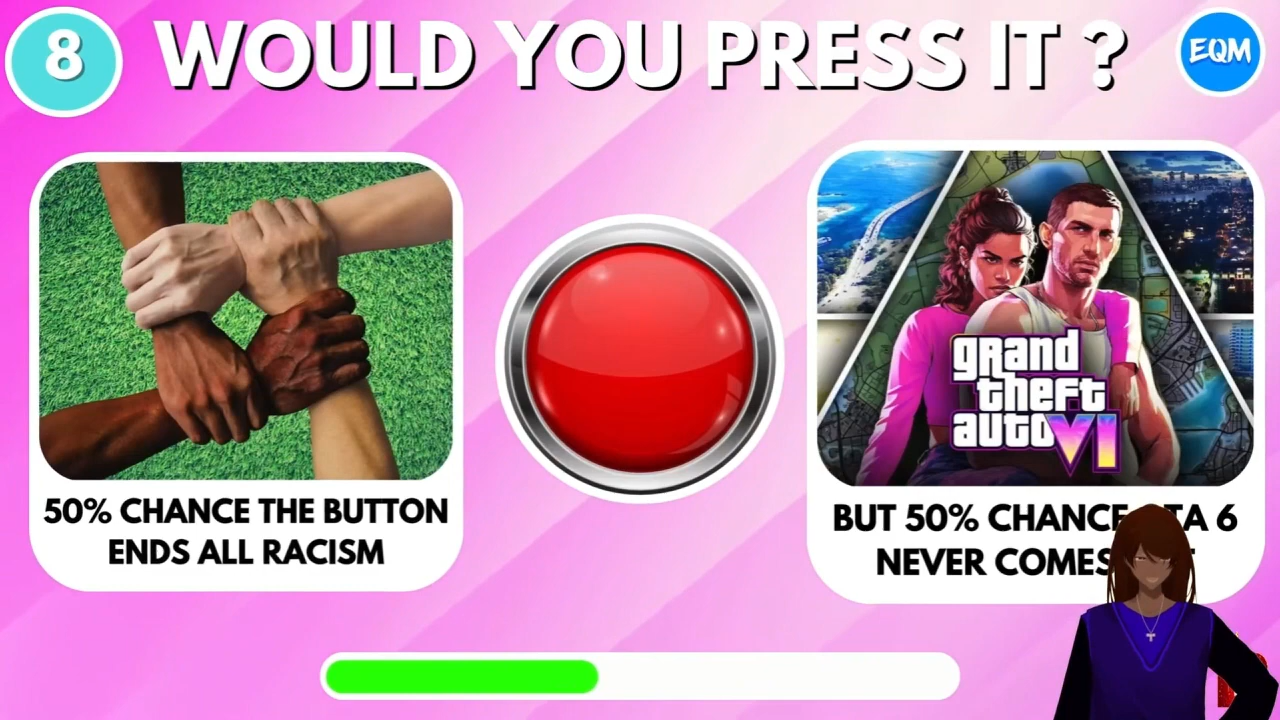 8
WOULD YOU PRESS IT ?
EQM
50% CHANCE THE BUTTON
ENDS ALL RACISM
grand
theft
auto VI
BUT 50% CHANCE 6
NEVER COMES